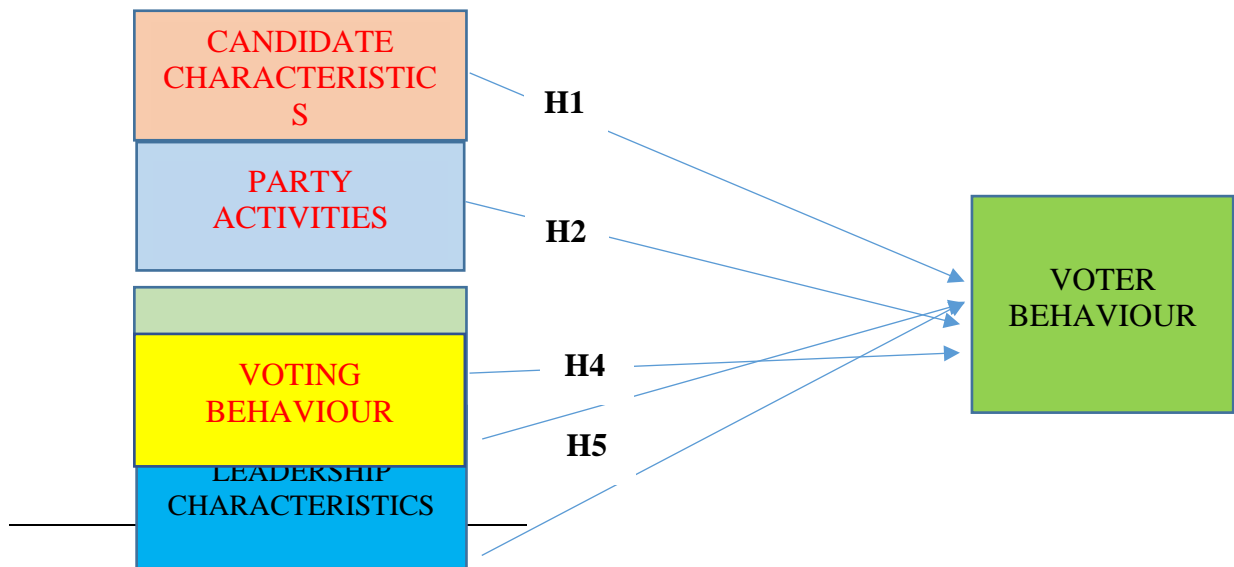 CANDIDATE
CHARACTERISTIC
S
H1
PARTY
ACTIVITIES
H2
VOTER
BEHAVIOUR
VOTING
BEHAVIOUR
H4
H5
LEADERSHIP
CHARACTERISTICS